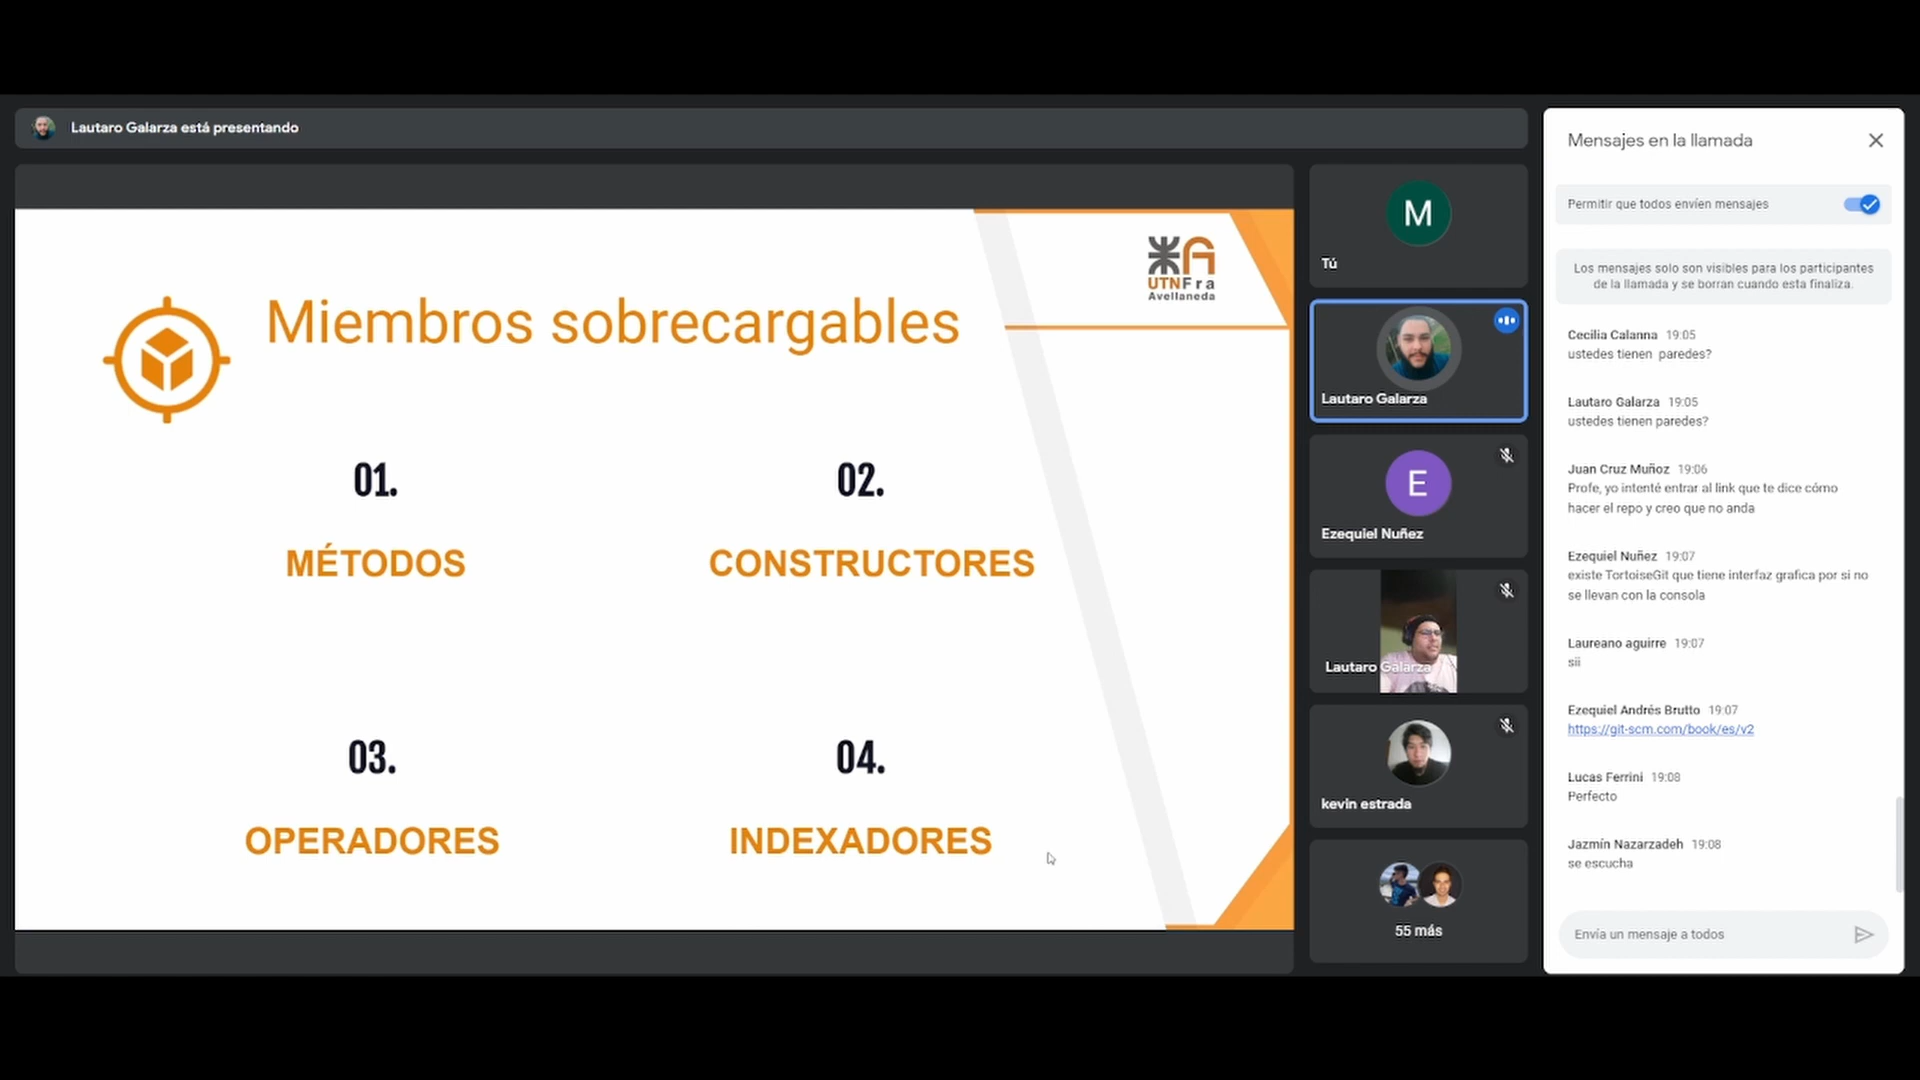 Lautaro Galarza está presentando
UTNFra
Avellaneda
Miembros sobrecargables
01.
MÉTODOS
02.
CONSTRUCTORES
03.
OPERADORES
04.
INDEXADORES
M
Tú
Lautaro Galarza
E
Ezequiel Nuñez
Lautaro Galarza
kevin estrada
55 más
Mensajes en la llamada
Permitir que todos envíen mensajes
Los mensajes solo son visibles para los participantes
de la llamada y se borran cuando esta finaliza.
Cecilia Calanna 19:05
ustedes tienen paredes?
Lautaro Galarza 19:05
ustedes tienen paredes?
Juan Cruz Muñoz 19:06
Profe, yo intenté entrar al link que te dice cómo
hacer el repo y creo que no anda
Ezequiel Nuñez 19:07
existe TortoiseGit que tiene interfaz grafica por si no
se llevan con la consola
Laureano aguirre 19:07
sii
Ezequiel Andrés Brutto 19:07
https://git-scm.com/book/es/v2
Lucas Ferrini 19:08
Perfecto
Jazmín Nazarzadeh 19:08
se escucha
Envía un mensaje a todos